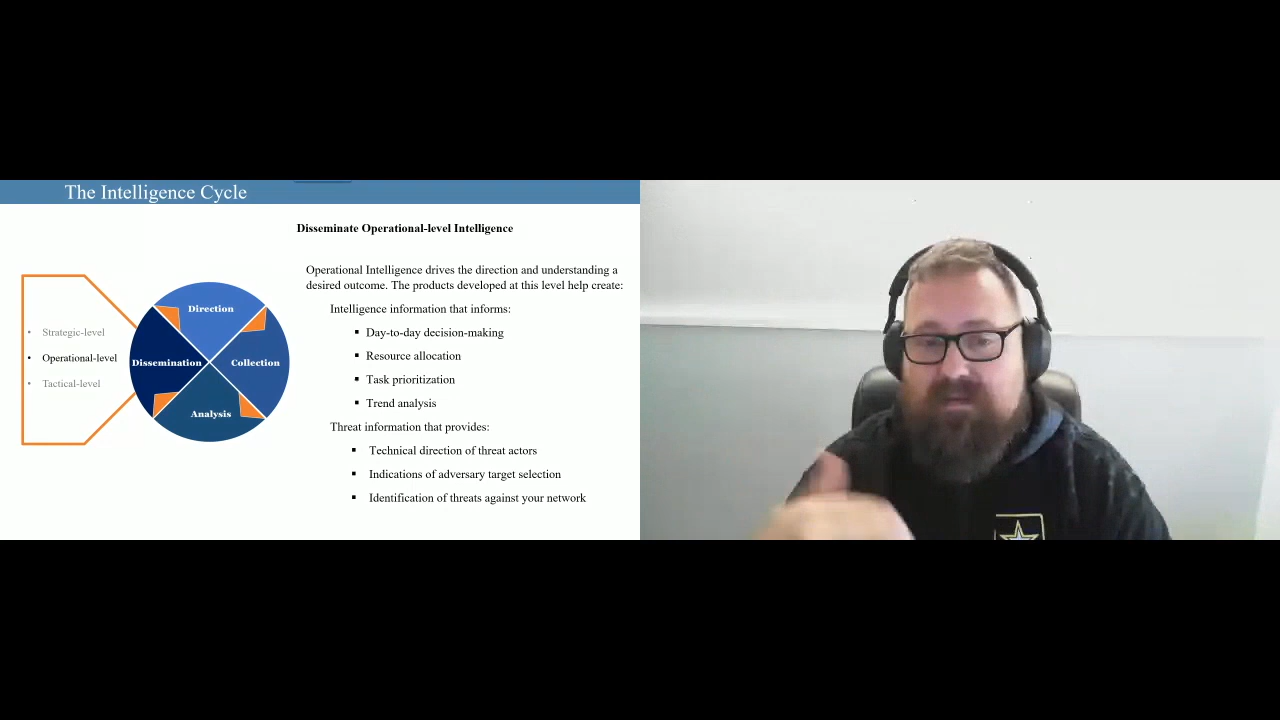 The Intelligence Cycle
Disseminate Operational-level Intelligence
Operational Intelligence drives the direction and understanding a
desired outcome. The products developed at this level help create:
Intelligence information that informs:
▪ Day-to-day decision-making
▪ Resource allocation
▪ Task prioritization
▪ Trend analysis
Threat information that provides:
▪ Technical direction of threat actors
▪ Indications of adversary target selection
▪ Identification of threats against your network
• Strategic-level
• Operational-level
• Tactical-level
Direction
Dissemination
Collection
Analysis